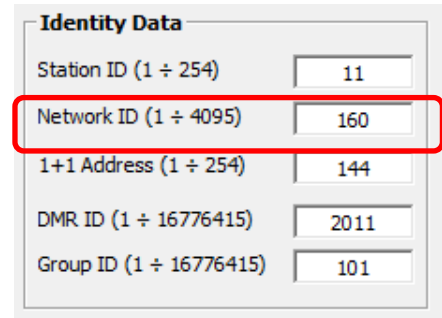 Identity Data
Station ID (1 ÷ 254) 11
Network ID (1 ÷ 4095) 160
1+1 Address (1 ÷ 254) 144
DMR ID (1 ÷ 16776415) 2011
Group ID (1 ÷ 16776415) 101